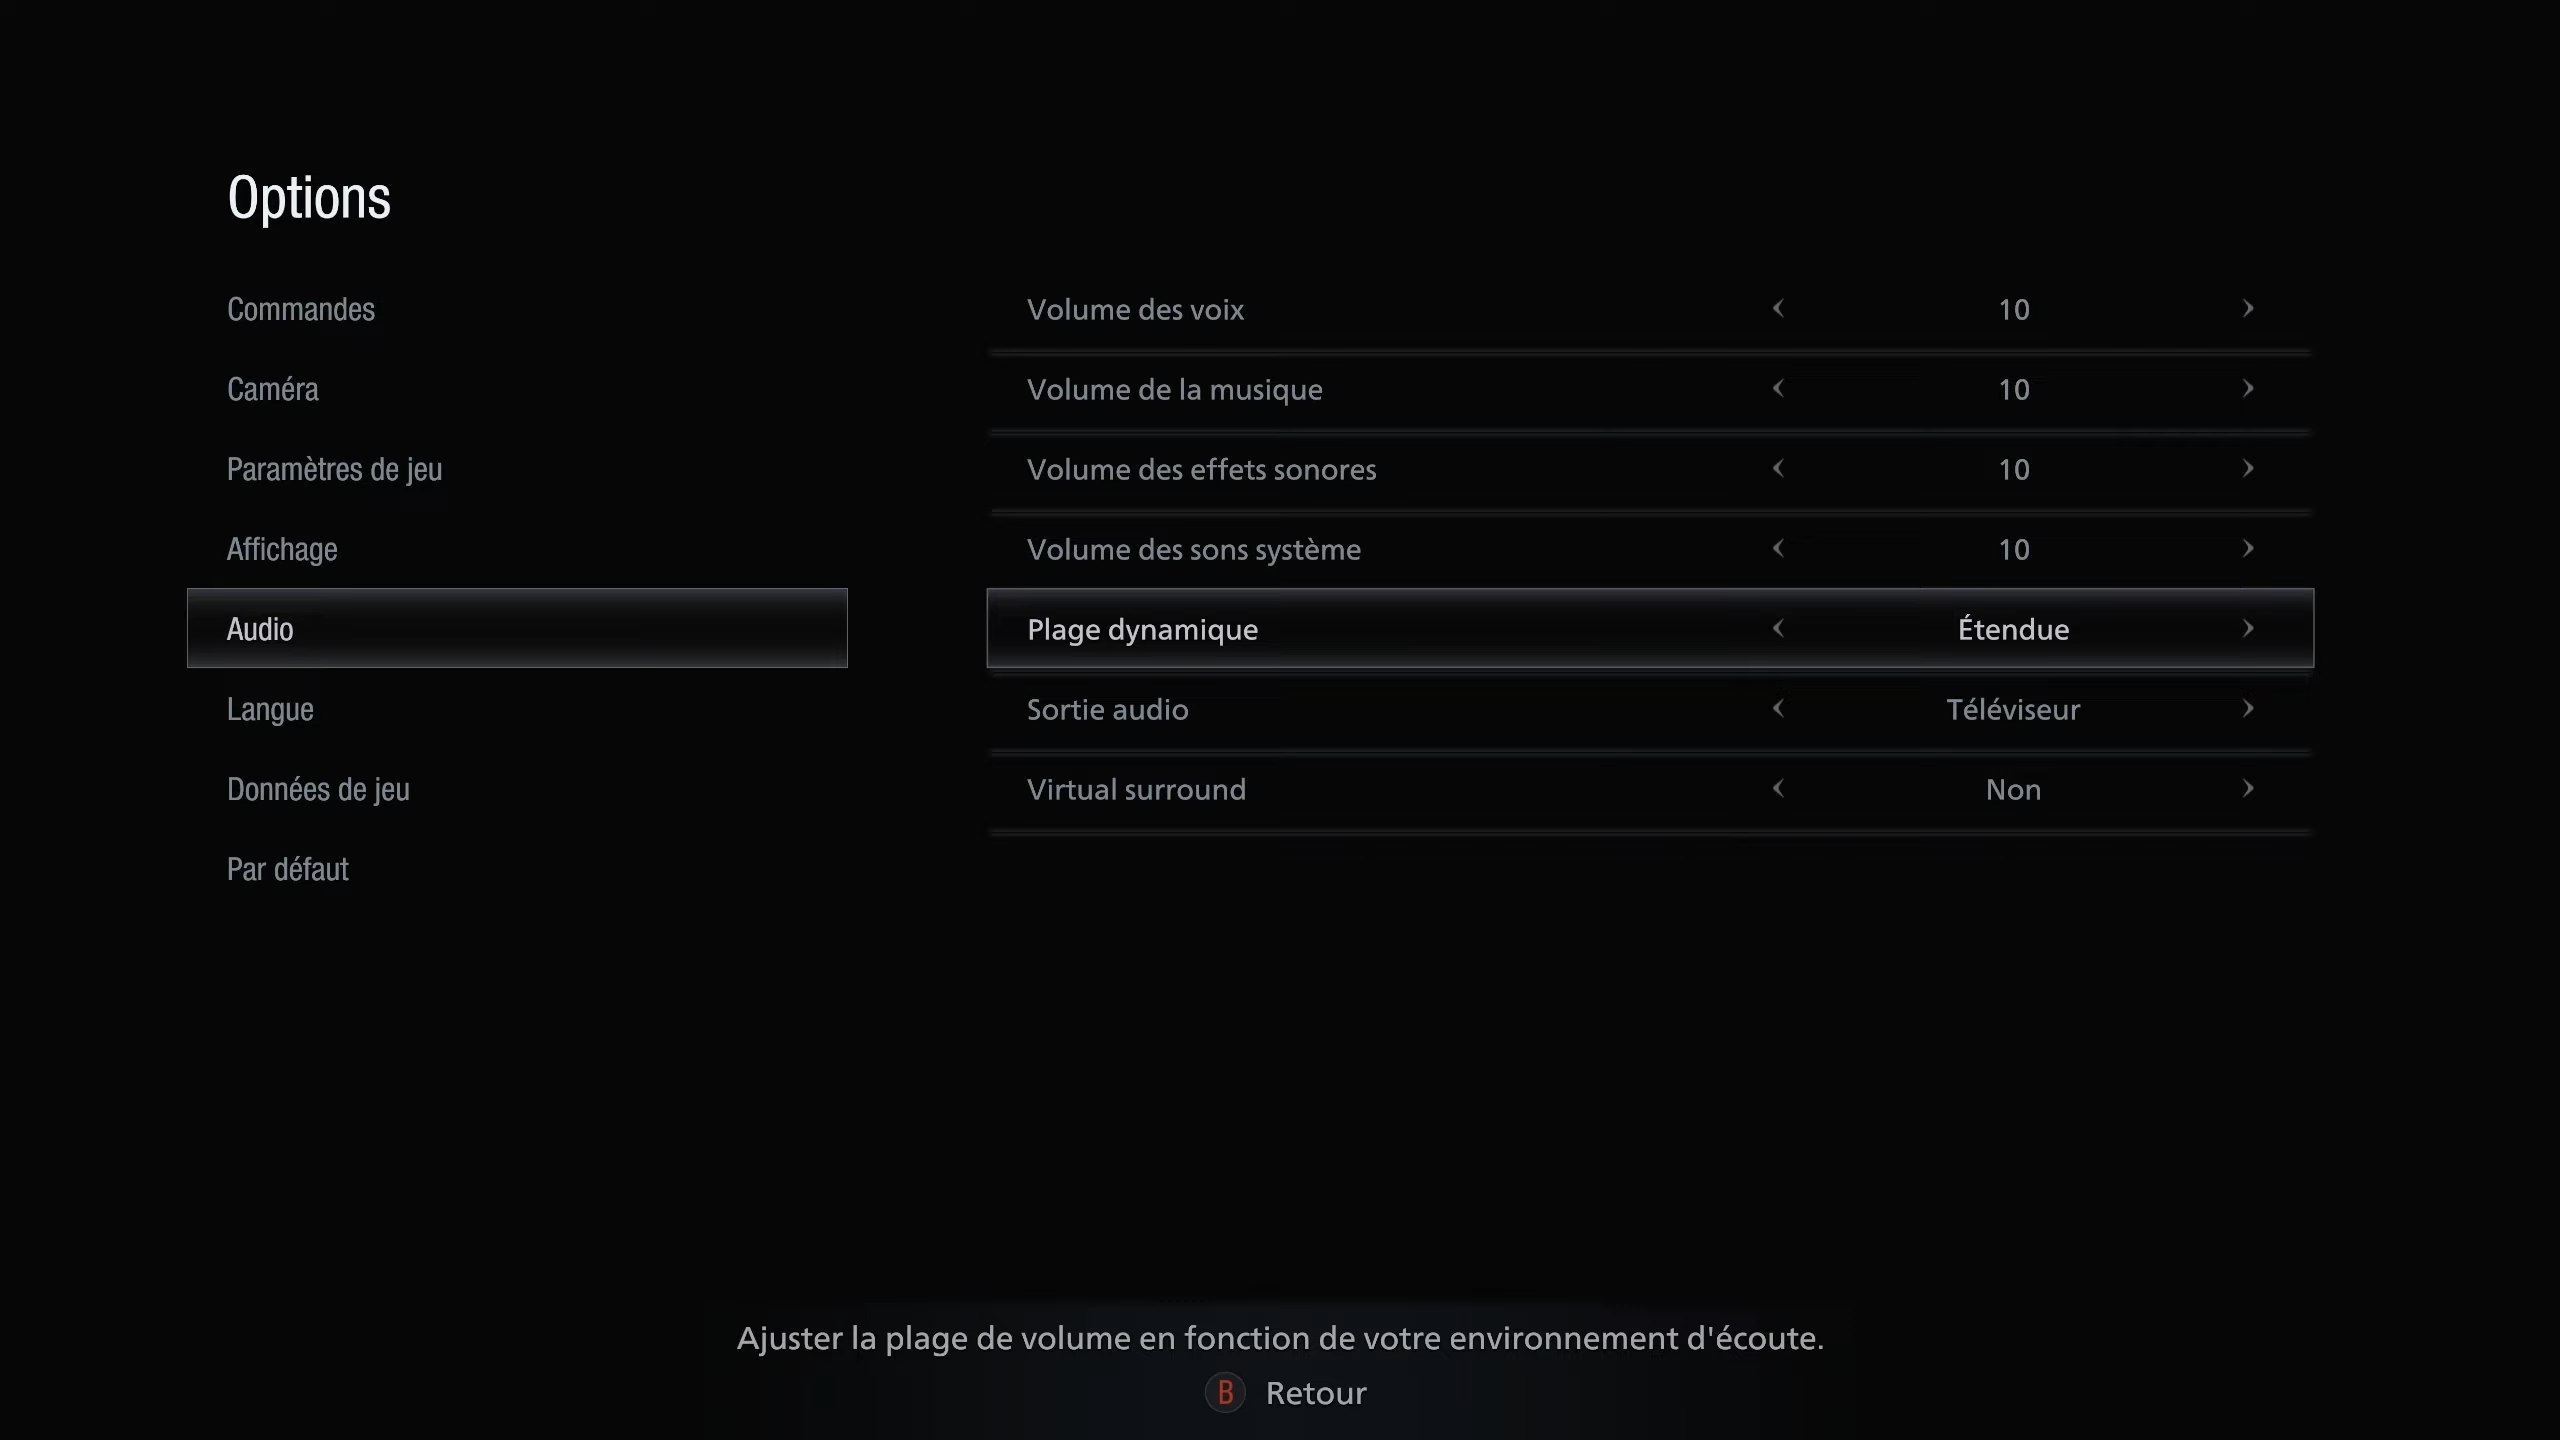 Options
Commandes
Caméra
Paramètres de jeu
Affichage
Audio
Langue
Données de jeu
Par défaut
Volume des voix 10
Volume de la musique 10
Volume des effets sonores 10
Volume des sons système 10
Plage dynamique Étendue
Sortie audio Téléviseur
Virtual surround Non
Ajuster la plage de volume en fonction de votre environnement d'écoute.
B Retour